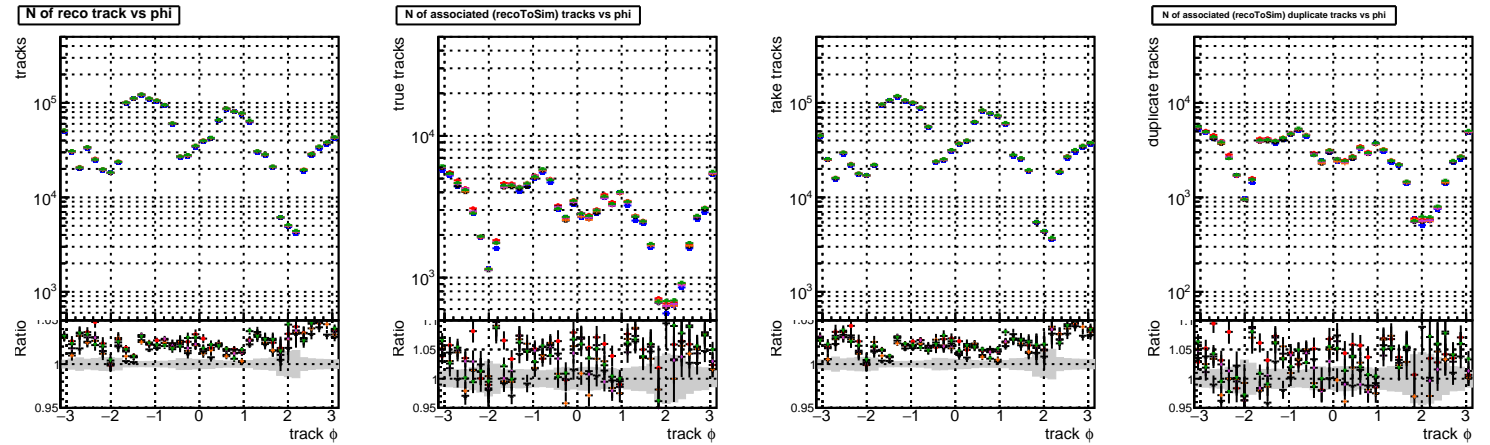 N of reco track vs phi
tracks
10^5
10^4
10^3
Ratio
1.05
1
0.95
−3 −2 −1 0 1 2 3
track ϕ
N of associated (recoToSim) tracks vs phi
true tracks
10^4
10^3
Ratio
1.1
1.05
1
0.95
−3 −2 −1 0 1 2 3
track ϕ
fake tracks
10^5
10^4
10^3
Ratio
1
0.95
−3 −2 −1 0 1 2 3
track ϕ
N of associated (recoToSim) duplicate tracks vs phi
duplicate tracks
10^4
10^3
10^2
Ratio
1.05
1
0.95
−3 −2 −1 0 1 2 3
track ϕ